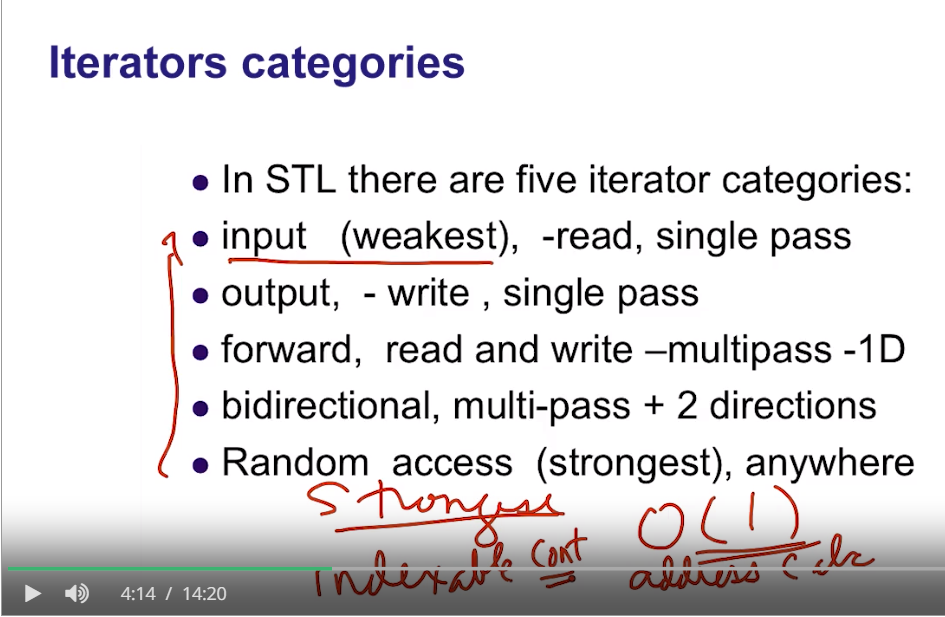 Iterators categories
• In STL there are five iterator categories:
• input (weakest), -read, single pass
• output, - write , single pass
• forward, read and write –multipass -1D
• bidirectional, multi-pass + 2 directions
• Random access (strongest), anywhere
Strongest O(1)
Indexable Cont address Calc
4:14 / 14:20